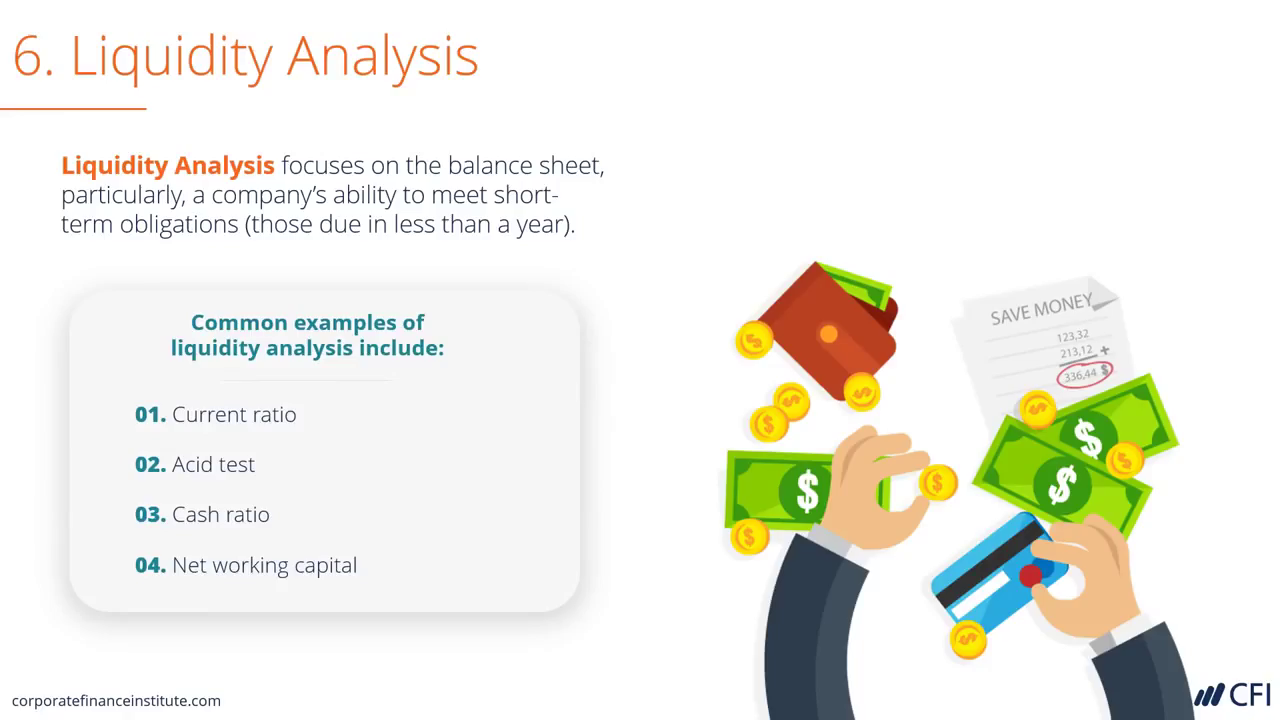 6. Liquidity Analysis
Liquidity Analysis focuses on the balance sheet,
particularly, a company’s ability to meet short-
term obligations (those due in less than a year).
Common examples of
liquidity analysis include:
01. Current ratio
02. Acid test
03. Cash ratio
04. Net working capital
SAVE MONEY
123,32
213,12 +
336,44 $
$
$
$
$
$
$
$
$
$
$
$
$
$
corporatefinanceinstitute.com
CFI